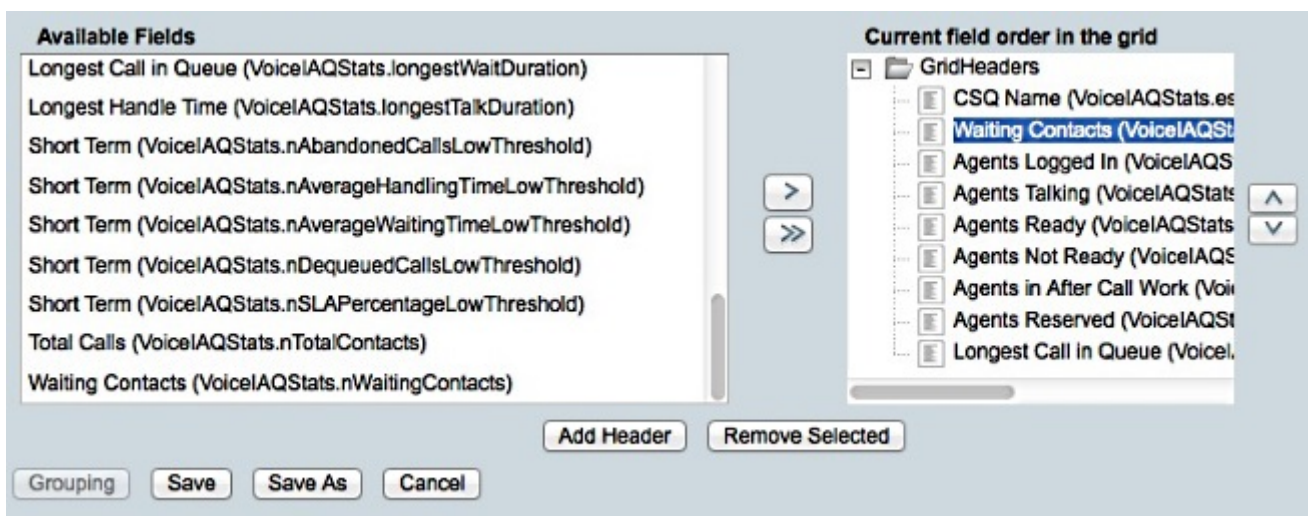 Available Fields
Longest Call in Queue (VoiceIAQStats.longestWaitDuration)
Longest Handle Time (VoiceIAQStats.longestTalkDuration)
Short Term (VoiceIAQStats.nAbandonedCallsLowThreshold)
Short Term (VoiceIAQStats.nAverageHandlingTimeLowThreshold)
Short Term (VoiceIAQStats.nAverageWaitingTimeLowThreshold)
Short Term (VoiceIAQStats.nDequeuedCallsLowThreshold)
Short Term (VoiceIAQStats.nSLAPercentageLowThreshold)
Total Calls (VoiceIAQStats.nTotalContacts)
Waiting Contacts (VoiceIAQStats.nWaitingContacts)
>
>>
Current field order in the grid
GridHeaders
CSQ Name (VoiceIAQStats.es
Waiting Contacts (VoiceIAQSt
Agents Logged In (VoiceIAQS
Agents Talking (VoiceIAQStats
Agents Ready (VoiceIAQStats
Agents Not Ready (VoiceIAQS
Agents in After Call Work (Voi
Agents Reserved (VoiceIAQSt
Longest Call in Queue (VoiceI
Add Header Remove Selected
Grouping Save Save As Cancel